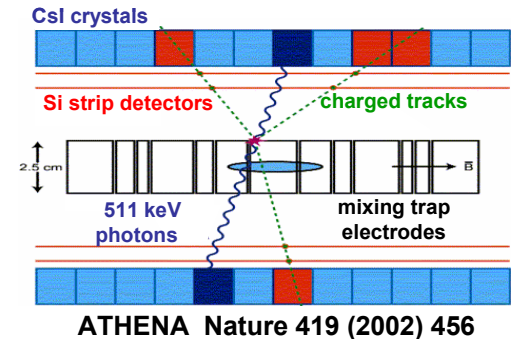 CsI crystals
Si strip detectors
charged tracks
2.5 cm
B
511 keV
photons
mixing trap
electrodes
ATHENA Nature 419 (2002) 456